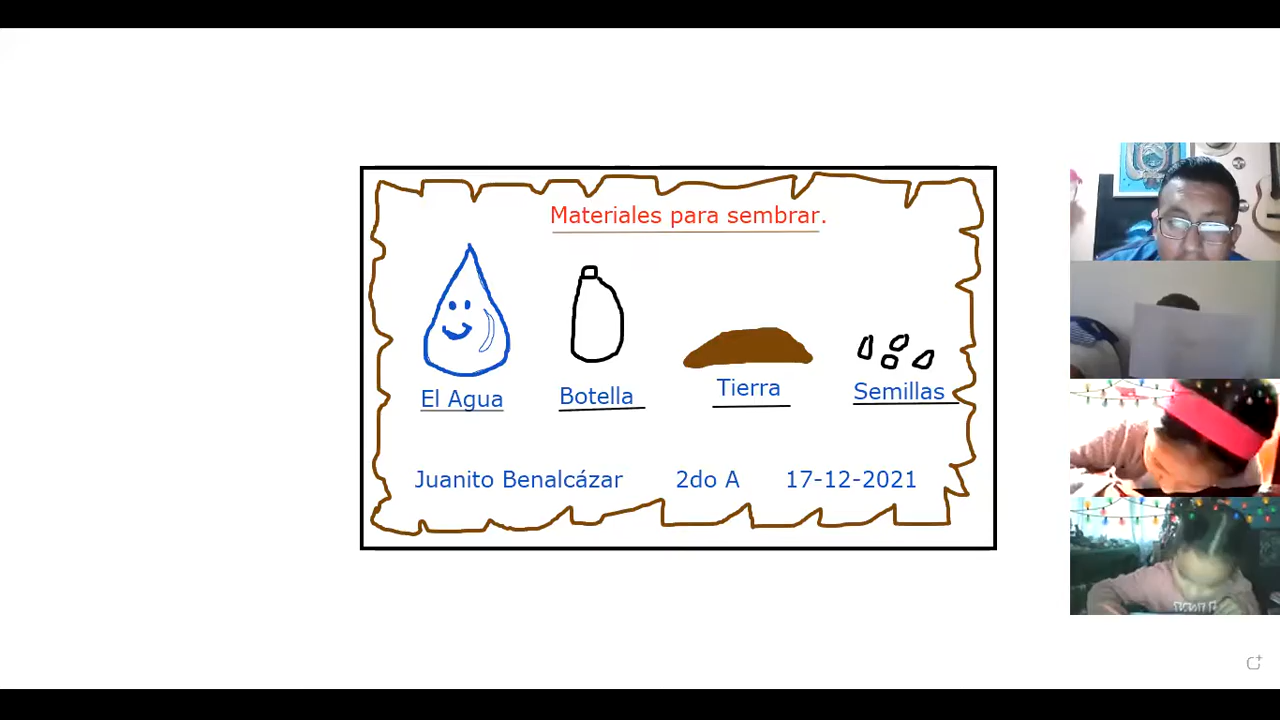 Materiales para sembrar.
El Agua Botella Tierra Semillas
Juanito Benalcázar 2do A 17-12-2021